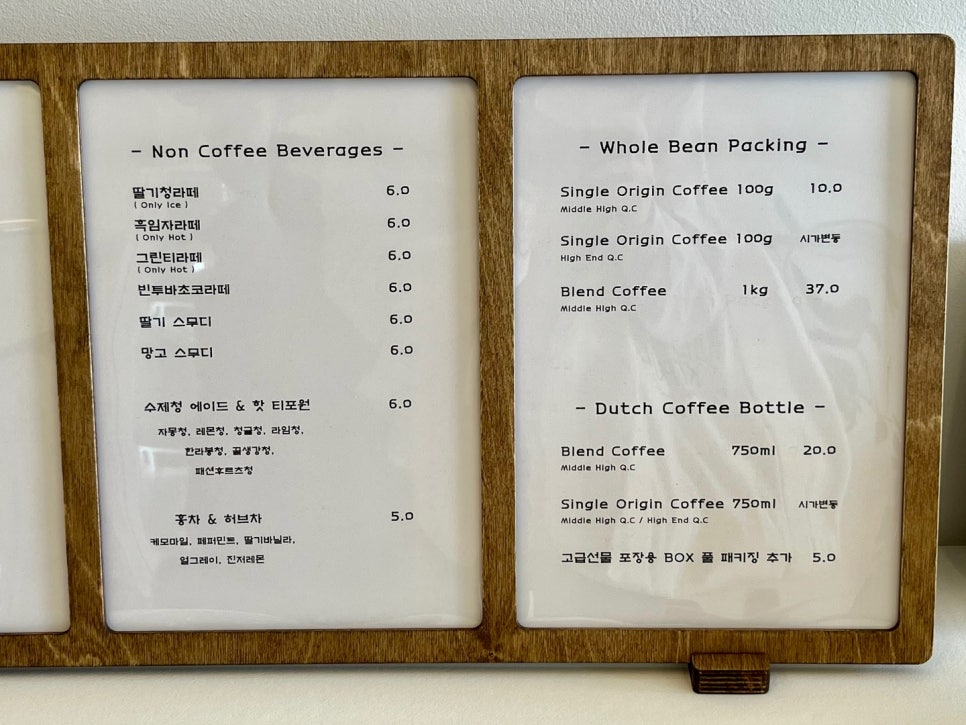 - Non Coffee Beverages -
딸기청라떼 6.0
( Only Ice )
흑임자라떼 6.0
( Only Hot )
그린티라떼 6.0
( Only Hot )
빈투바초코라떼 6.0
딸기 스무디 6.0
망고 스무디 6.0
수제청 에이드 & 핫 티포원 6.0
자몽청, 레몬청, 청귤청, 라임청,
한라봉청, 꿀생강청,
패션후르츠청
홍차 & 허브차 5.0
케모마일, 페퍼민트, 딸기바닐라,
얼그레이, 진저레몬
- Whole Bean Packing -
Single Origin Coffee 100g 10.0
Middle High Q.C
Single Origin Coffee 100g 시가변동
High End Q.C
Blend Coffee 1kg 37.0
Middle High Q.C
- Dutch Coffee Bottle -
Blend Coffee 750ml 20.0
Middle High Q.C
Single Origin Coffee 750ml 시가변동
Middle High Q.C / High End Q.C
고급선물 포장용 BOX 풀 패키징 추가 5.0